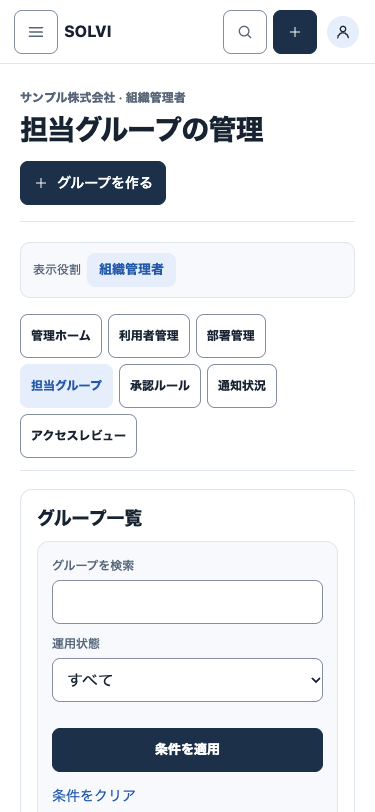 SOLVI
サンプル株式会社 · 組織管理者
担当グループの管理
＋ グループを作る
表示役割 組織管理者
管理ホーム 利用者管理 部署管理
担当グループ 承認ルール 通知状況
アクセスレビュー
グループ一覧
グループを検索
運用状態
すべて
条件を適用
条件をクリア